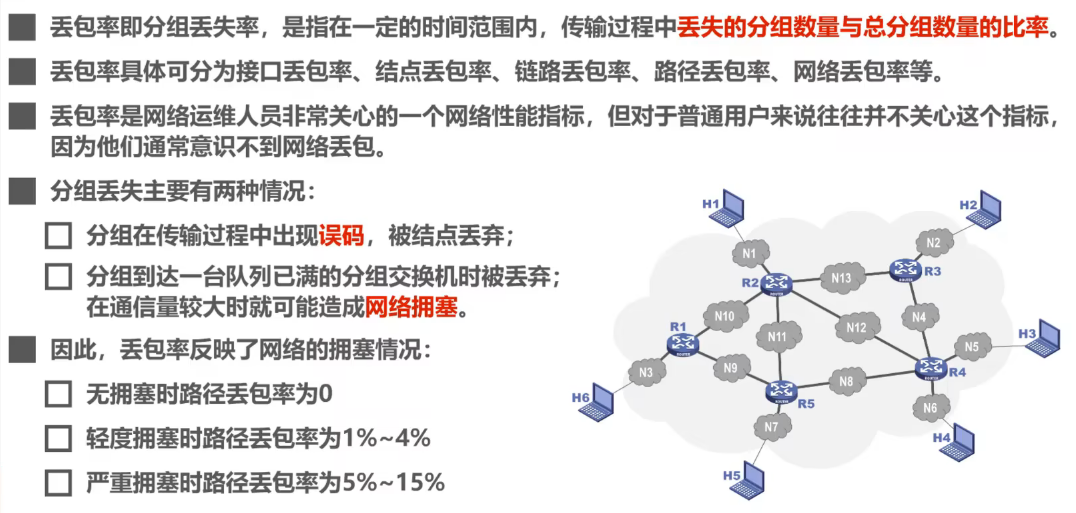 丢包率即分组丢失率，是指在一定的时间范围内，传输过程中丢失的分组数量与总分组数量的比率。
丢包率具体可分为接口丢包率、结点丢包率、链路丢包率、路径丢包率、网络丢包率等。
丢包率是网络运维人员非常关心的一个网络性能指标，但对于普通用户来说往往并不关心这个指标，
因为他们通常意识不到网络丢包。
分组丢失主要有两种情况：
分组在传输过程中出现误码，被结点丢弃；
分组到达一台队列已满的分组交换机时被丢弃；
在通信量较大时就可能造成网络拥塞。
因此，丢包率反映了网络的拥塞情况：
无拥塞时路径丢包率为0
轻度拥塞时路径丢包率为1%~4%
严重拥塞时路径丢包率为5%~15%
H1
H2
N1
N2
R2
N13
R3
N10
N4
R1
N12
H3
N11
N5
N3
N9
R4
N8
H6
R5
N6
N7
H4
H5